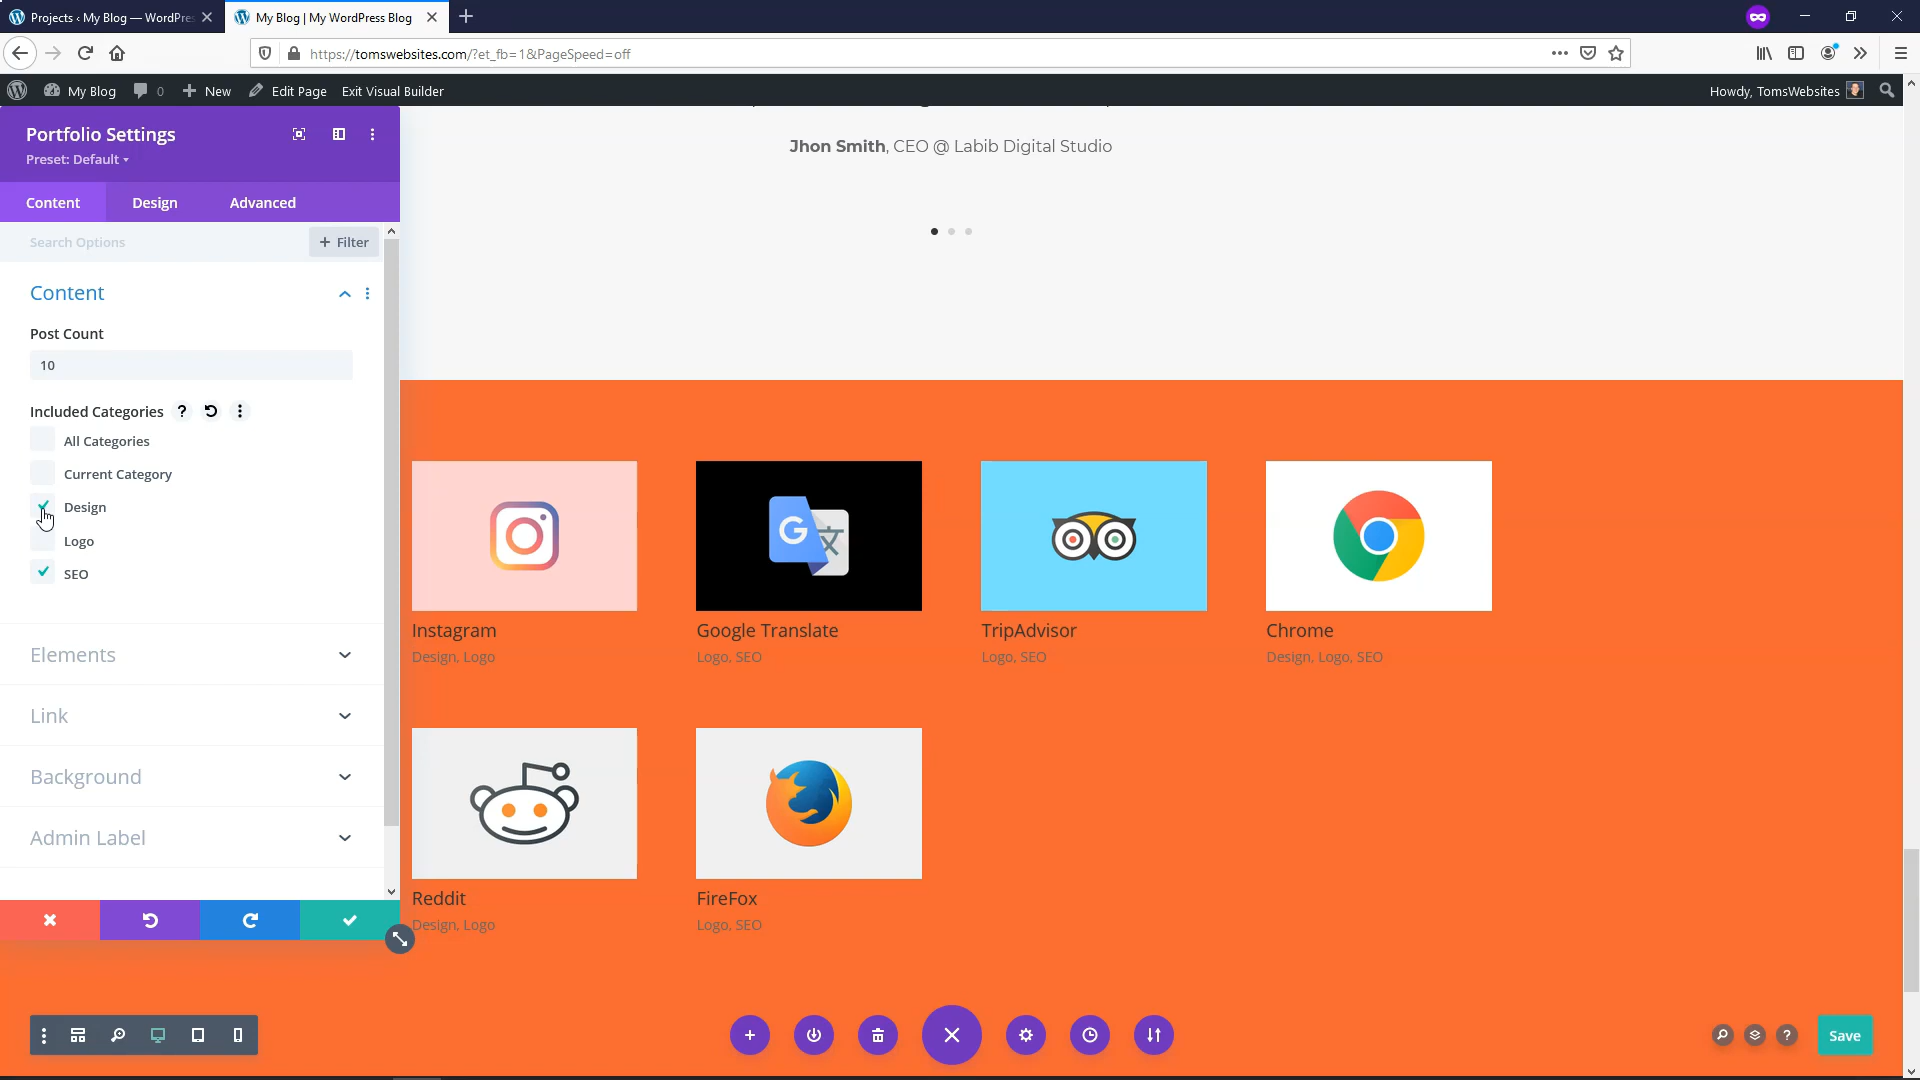 Projects ‹ My Blog — WordPre
My Blog | My WordPress Blog
https://tomswebsites.com/?et_fb=1&PageSpeed=off
My Blog
0
New
Edit Page
Exit Visual Builder
Howdy, TomsWebsites
Portfolio Settings
Preset: Default
Content
Design
Advanced
Search Options
+ Filter
Content
Post Count
10
Included Categories
?
All Categories
Current Category
Design
Logo
SEO
Elements
Link
Background
Admin Label
Jhon Smith, CEO @ Labib Digital Studio
Instagram
Design, Logo
Google Translate
Logo, SEO
TripAdvisor
Logo, SEO
Chrome
Design, Logo, SEO
Reddit
Design, Logo
FireFox
Logo, SEO
?
Save